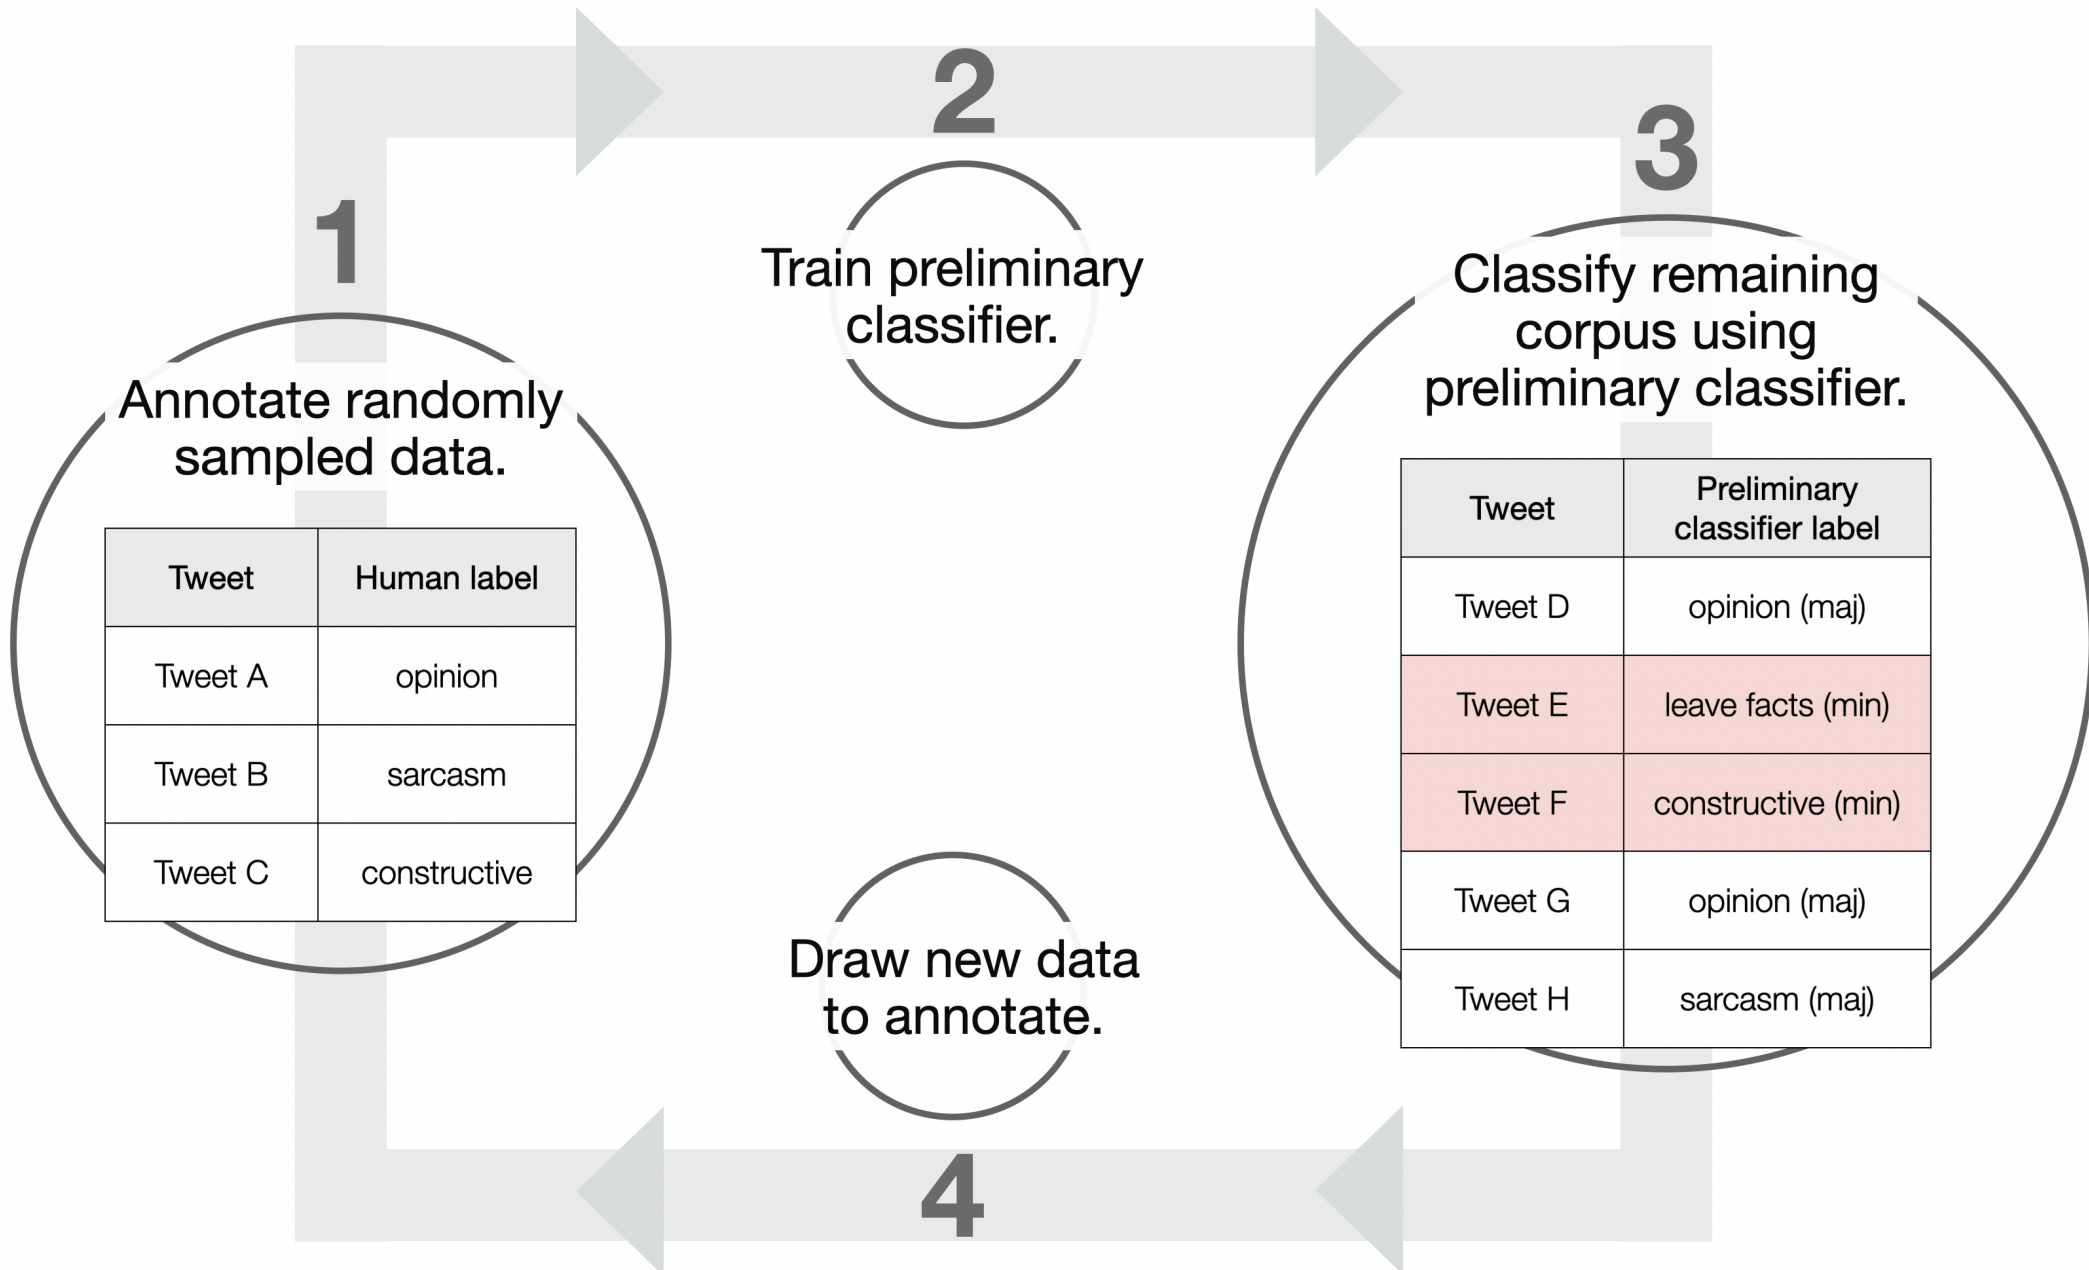 1
Annotate randomly
sampled data.
Tweet Human label
Tweet A opinion
Tweet B sarcasm
Tweet C constructive
2
Train preliminary
classifier.
3
Classify remaining
corpus using
preliminary classifier.
Tweet Preliminary
classifier label
Tweet D opinion (maj)
Tweet E leave facts (min)
Tweet F constructive (min)
Tweet G opinion (maj)
Tweet H sarcasm (maj)
Draw new data
to annotate.
4